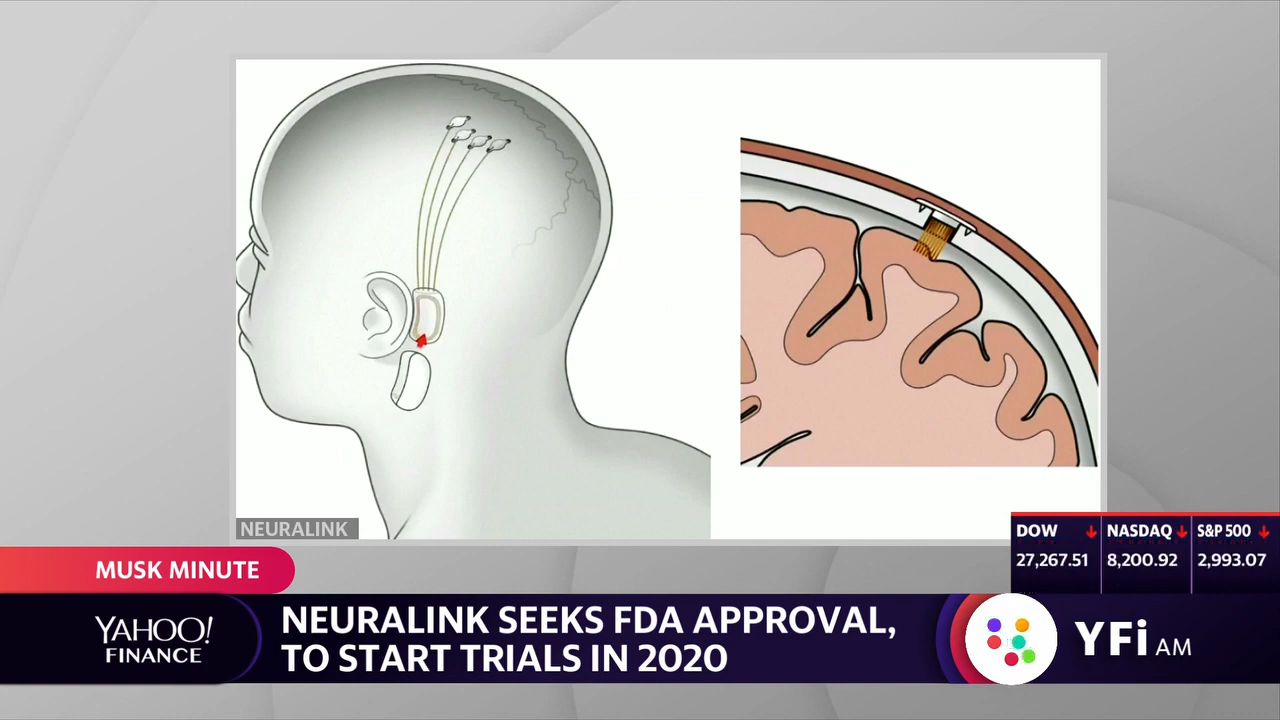 NEURALINK
DOW NASDAQ S&P 500
27,267.51 8,200.92 2,993.07
MUSK MINUTE
YAHOO!
FINANCE
NEURALINK SEEKS FDA APPROVAL,
TO START TRIALS IN 2020
YFi AM